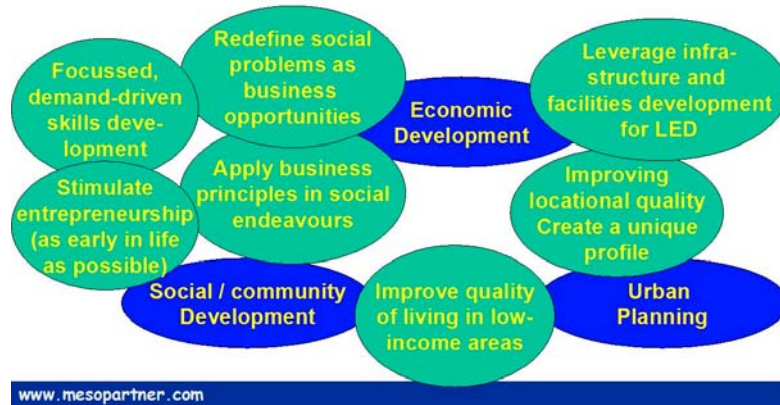 Focussed,
demand-driven
skills deve-
lopment
Redefine social
problems as
business
opportunities
Economic
Development
Leverage infra-
structure and
facilities development
for LED
Stimulate
entrepreneurship
(as early in life
as possible)
Apply business
principles in social
endeavours
Improving
locational quality
Create a unique
profile
Social / community
Development
Improve quality
of living in low-
income areas
Urban
Planning
www.mesopartner.com